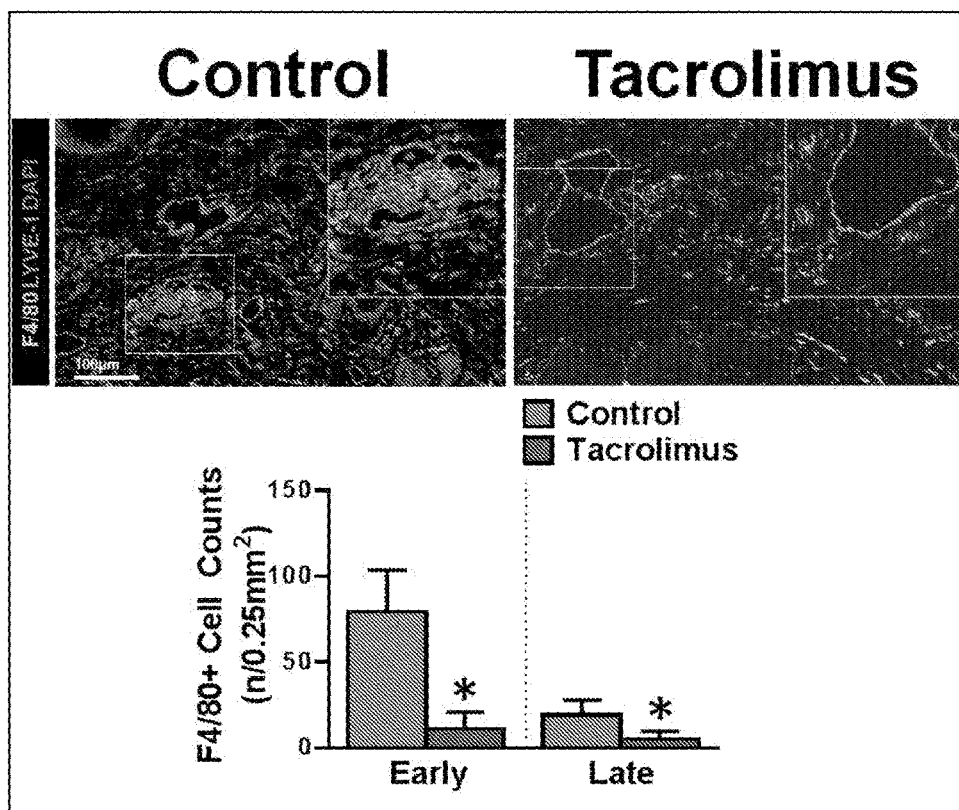 Control
Tacrolimus
F4/80 LYVE-1 DAPI
100µm
Control
Tacrolimus
F4/80+ Cell Counts
(n/0.25mm²)
150
100
50
0
*
*
Early
Late